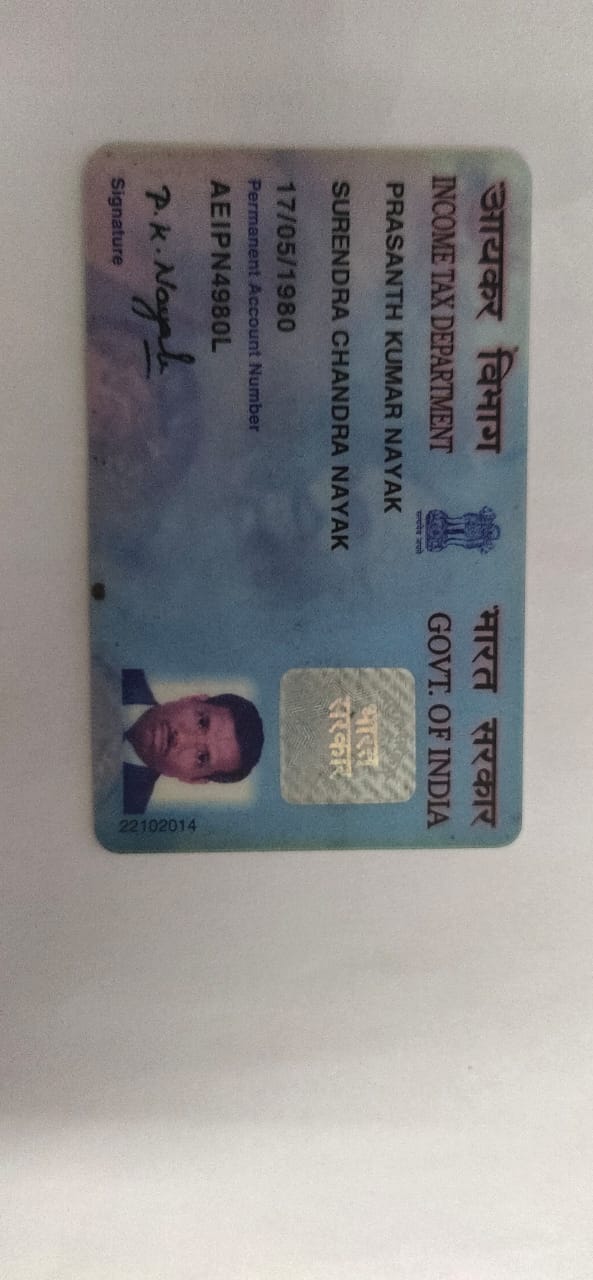 आयकर विभाग
INCOME TAX DEPARTMENT
भारत सरकार
GOVT. OF INDIA
सत्यमेव जयते
PRASANTH KUMAR NAYAK
SURENDRA CHANDRA NAYAK
17/05/1980
Permanent Account Number
AEIPN4980L
भारत
सरकार
P. K. Nayak
Signature
22102014